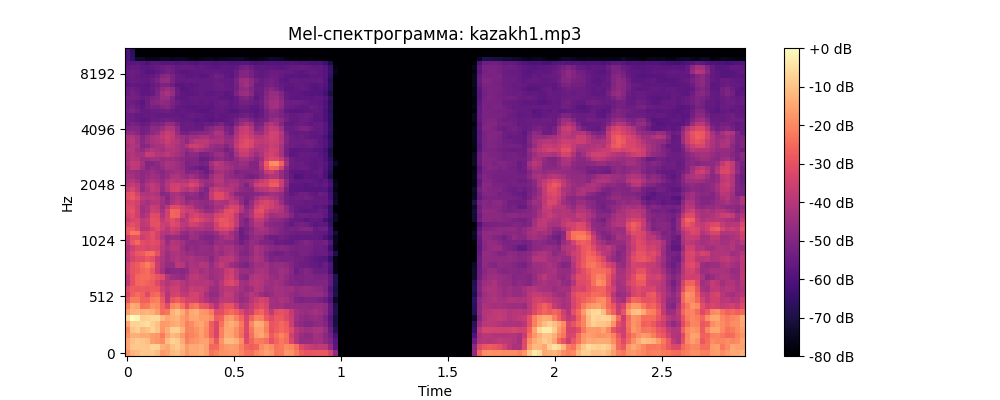 Mel-спектрограмма: kazakh1.mp3
Hz
8192
4096
2048
1024
512
0
0 0.5 1 1.5 2 2.5
Time
+0 dB
-10 dB
-20 dB
-30 dB
-40 dB
-50 dB
-60 dB
-70 dB
-80 dB